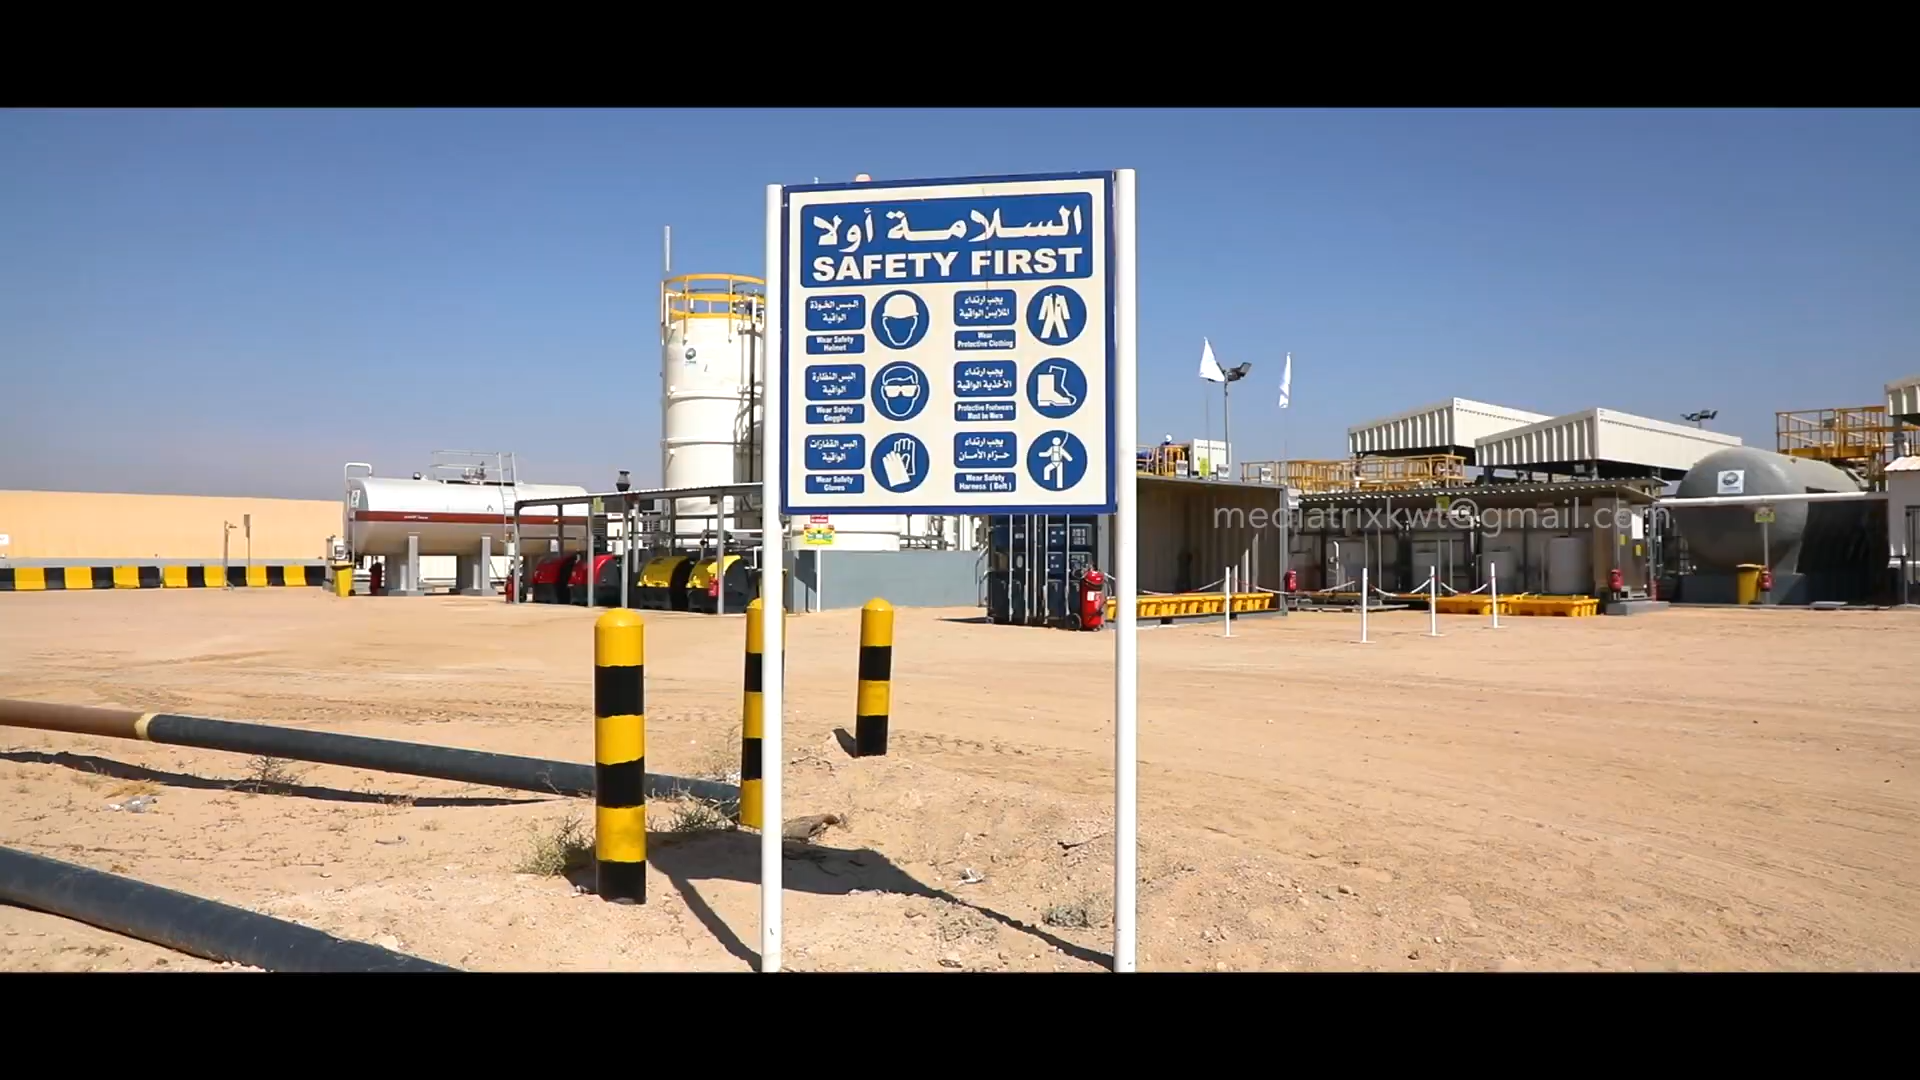 السلامة أولا
SAFETY FIRST
البس الخوذة
الواقية
Wear Safety
Helmet
يجب ارتداء
الملابس الواقية
Wear
Protective Clothing
البس النظارة
الواقية
Wear Safety
Goggle
يجب ارتداء
الأحذية الواقية
Protective Footwears
Must be Worn
البس القفازات
الواقية
Wear Safety
Gloves
يجب ارتداء
حزام الأمان
Wear Safety
Harness ( Belt )
mediatrixkwt@gmail.com